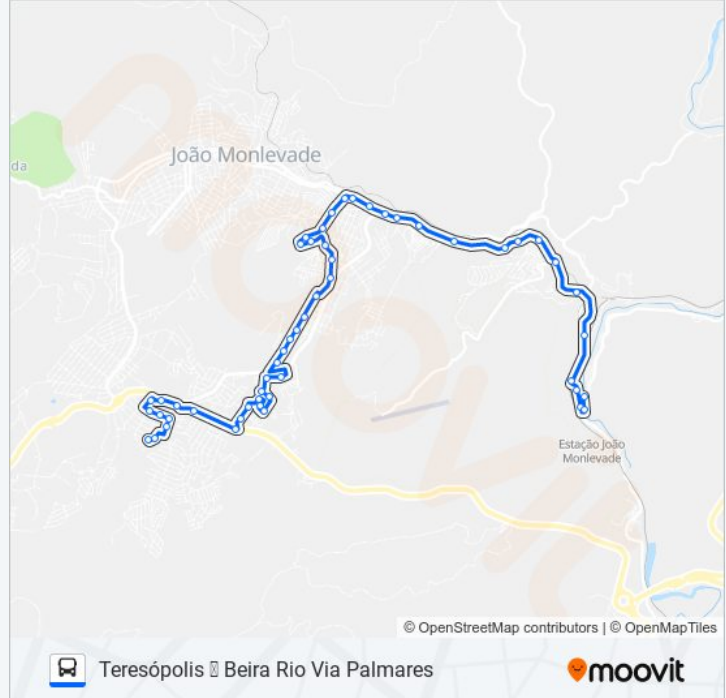 João Monlevade
da
Estação João
Monlevade
© OpenStreetMap contributors | © OpenMapTiles
Teresópolis ▯ Beira Rio Via Palmares
moovit